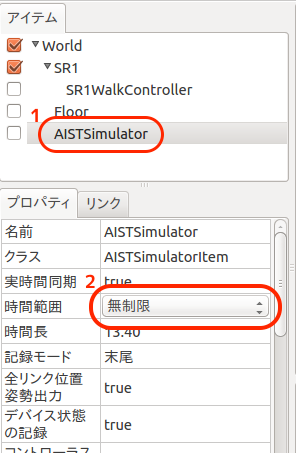 アイテム
World
SR1
SR1WalkController
1
Floor
AISTSimulator
プロパティ リンク
名前 AISTSimulator
クラス AISTSimulatorItem
実時間同期 true
2
時間範囲 無制限
時間長 13.40
記録モード 末尾
全リンク位置
姿勢出力 true
デバイス状態
の記録 true
コントローラス